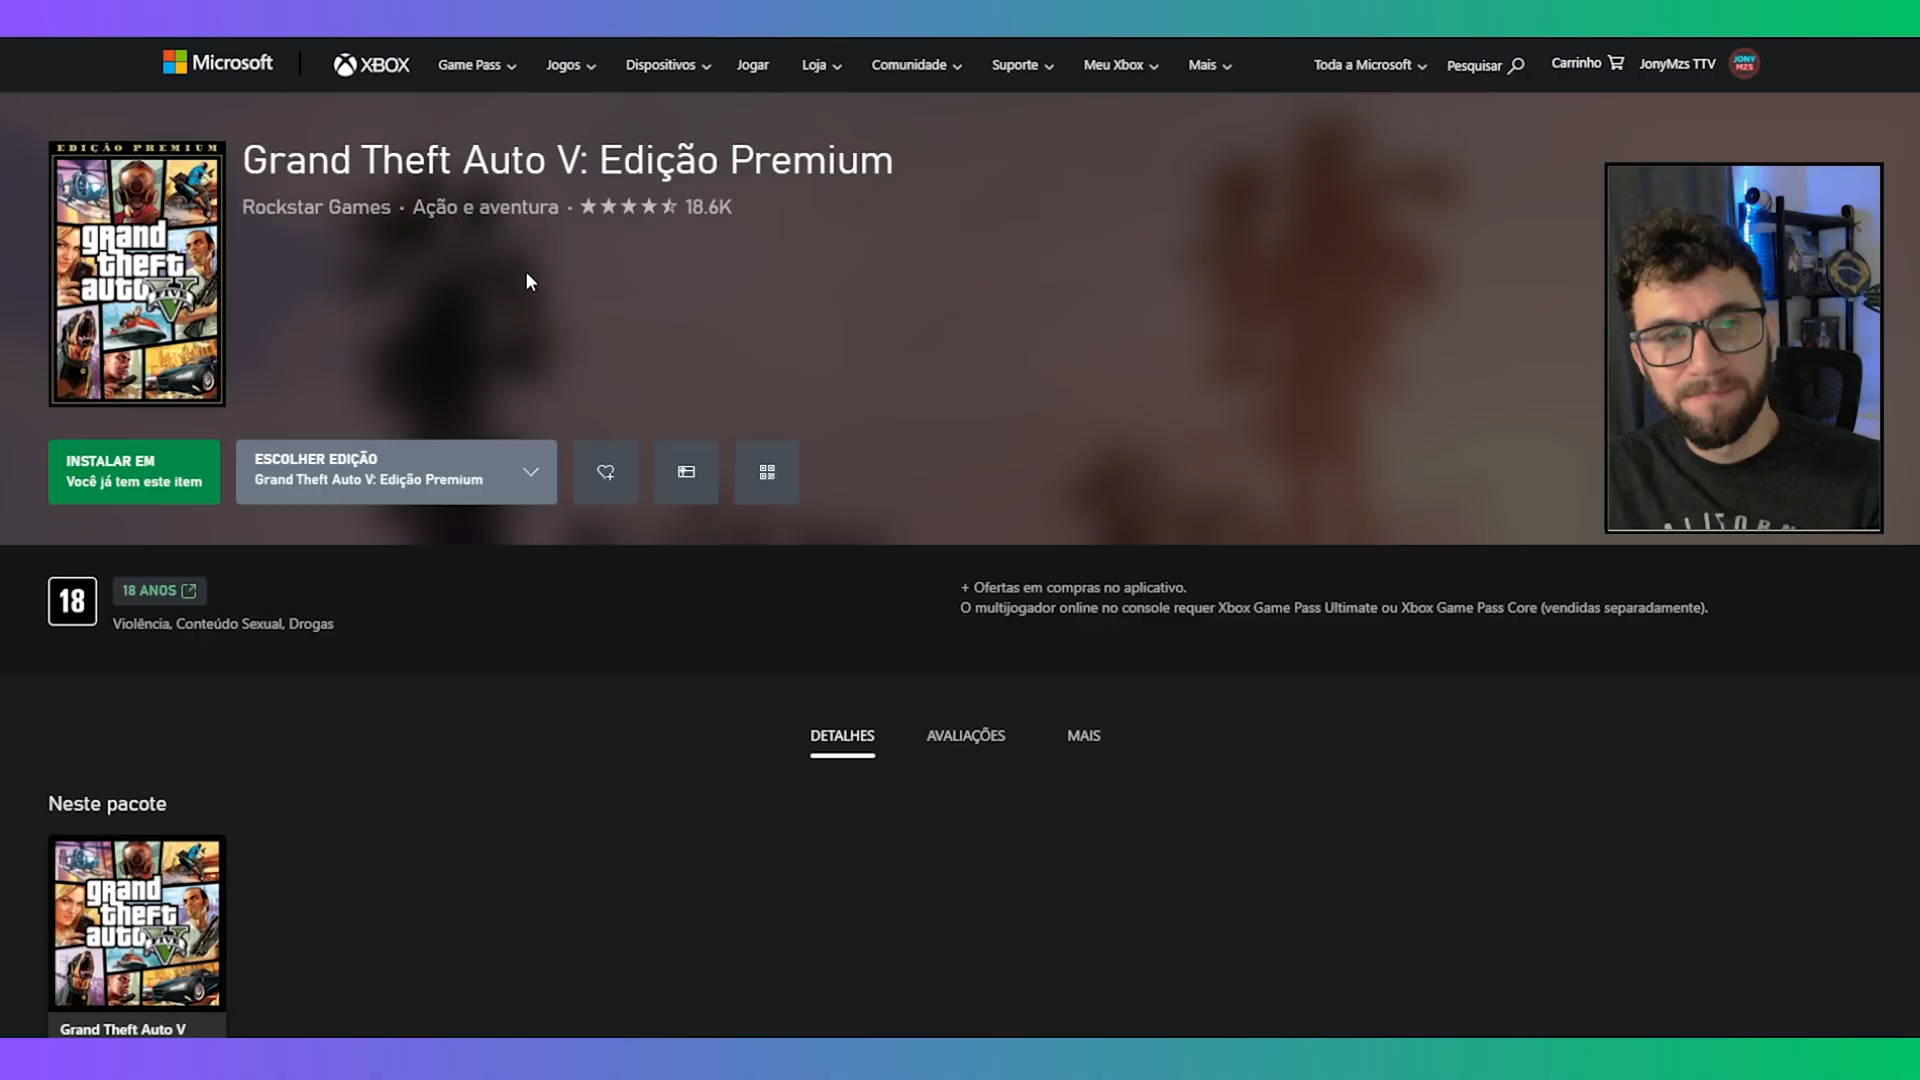 Microsoft
XBOX
Game Pass
Jogos
Dispositivos
Jogar
Loja
Comunidade
Suporte
Meu Xbox
Mais
Toda a Microsoft
Pesquisar
Carrinho
JonyMzs TTV
JONY
MZS
EDIÇÃO PREMIUM
grand
theft
auto
FIVE
Grand Theft Auto V: Edição Premium
Rockstar Games · Ação e aventura · ★★★★⯪ 18.6K
INSTALAR EM
Você já tem este item
ESCOLHER EDIÇÃO
Grand Theft Auto V: Edição Premium
18
18 ANOS
Violência, Conteúdo Sexual, Drogas
+ Ofertas em compras no aplicativo.
O multijogador online no console requer Xbox Game Pass Ultimate ou Xbox Game Pass Core (vendidas separadamente).
DETALHES
AVALIAÇÕES
MAIS
Neste pacote
grand
theft
auto
FIVE
Grand Theft Auto V